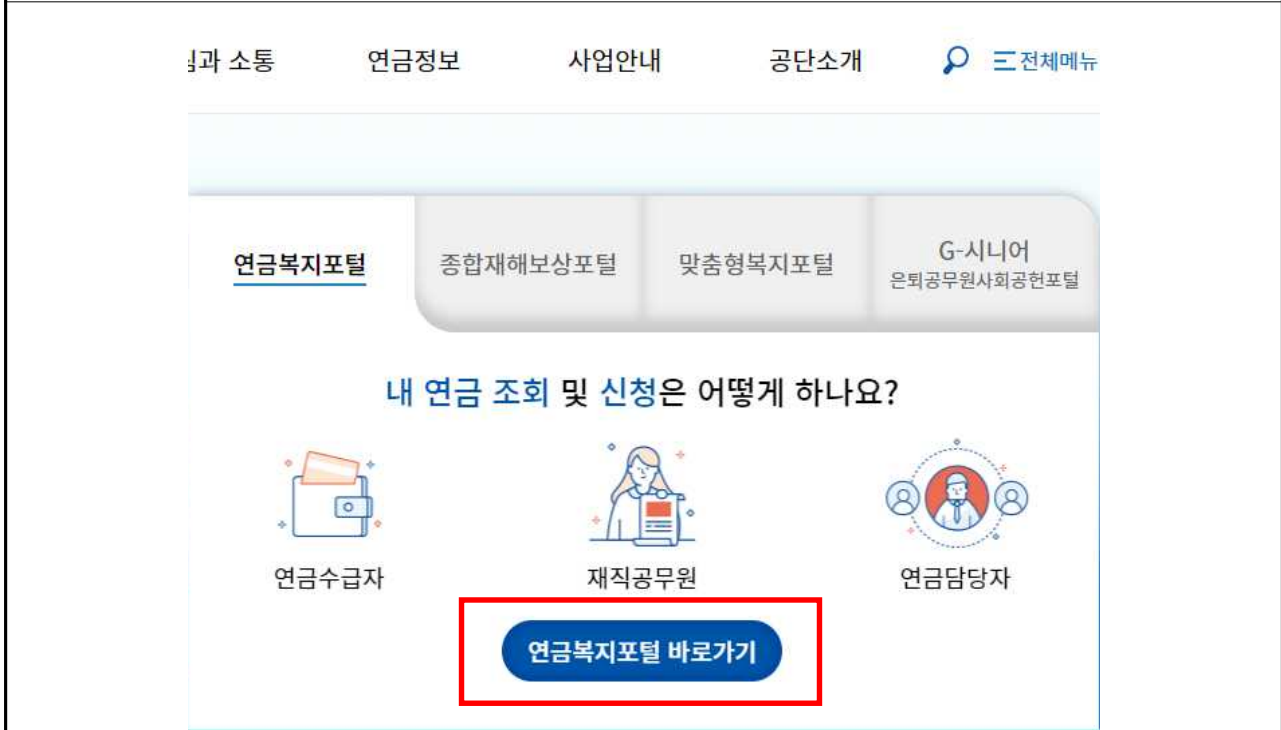 과 소통 연금정보 사업안내 공단소개 전체메뉴
연금복지포털 종합재해보상포털 맞춤형복지포털 G-시니어
은퇴공무원사회공헌포털
내 연금 조회 및 신청은 어떻게 하나요?
연금수급자 재직공무원 연금담당자
연금복지포털 바로가기